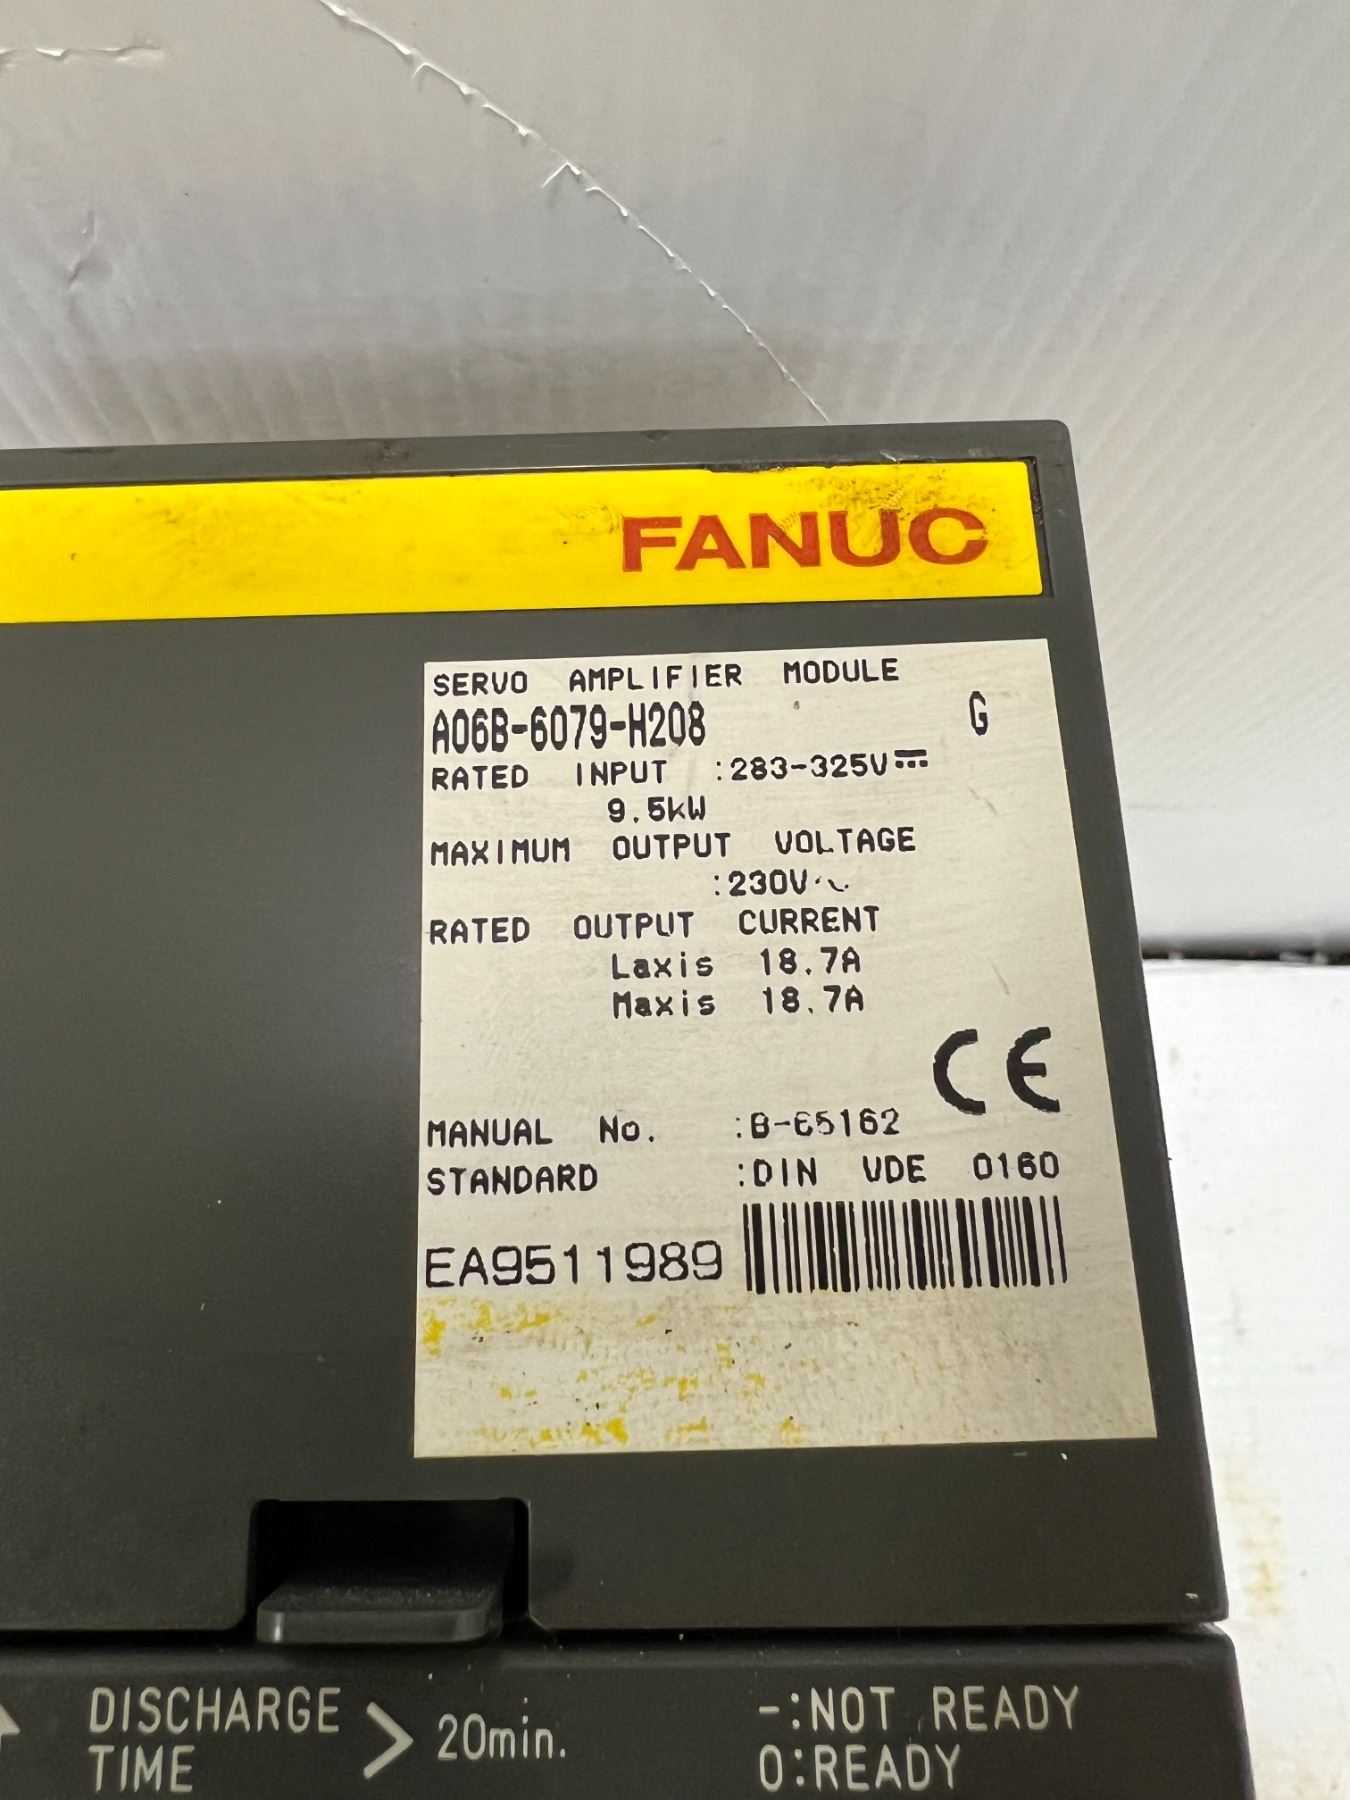 FANUC
SERVO AMPLIFIER MODULE
A06B-6079-H208 G
RATED INPUT :283-325V⎓
9.5kW
MAXIMUM OUTPUT VOLTAGE
:230V~
RATED OUTPUT CURRENT
Laxis 18.7A
Maxis 18.7A
CE
MANUAL No. :B-65162
STANDARD :DIN VDE 0160
EA9511989
DISCHARGE TIME > 20min.
-:NOT READY
0:READY